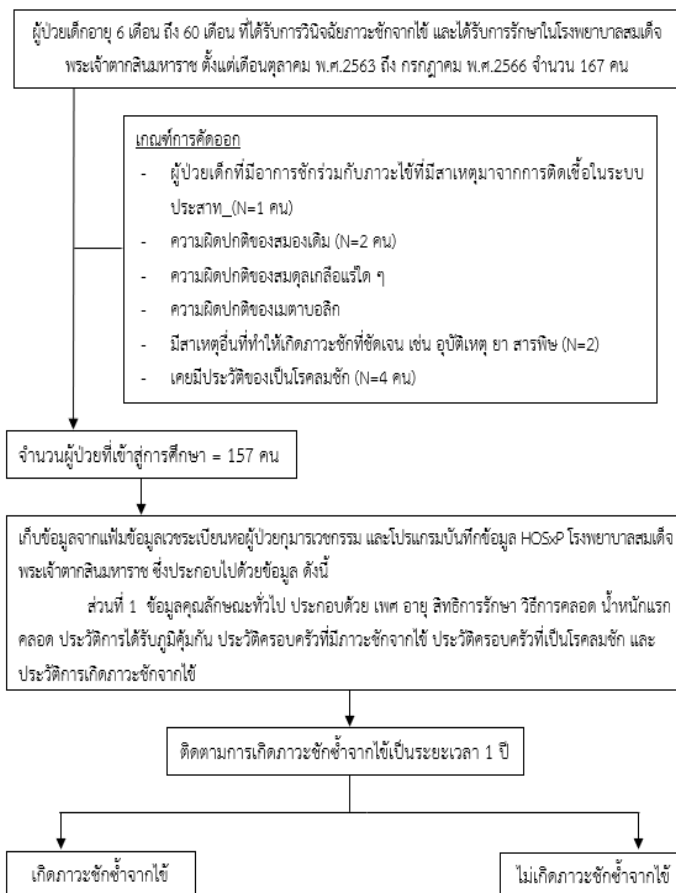 ผู้ป่วยเด็กอายุ 6 เดือน ถึง 60 เดือน ที่ได้รับการวินิจฉัยภาวะชักจากไข้ และได้รับการรักษาในโรงพยาบาลสมเด็จ
พระเจ้าตากสินมหาราช ตั้งแต่เดือนตุลาคม พ.ศ.2563 ถึง กรกฎาคม พ.ศ.2566 จำนวน 167 คน
เกณฑ์การคัดออก
- ผู้ป่วยเด็กที่มีอาการชักร่วมกับภาวะไข้ที่มีสาเหตุมาจากการติดเชื้อในระบบ
ประสาท_(N=1 คน)
- ความผิดปกติของสมองเดิม (N=2 คน)
- ความผิดปกติของสมดุลเกลือแร่ใด ๆ
- ความผิดปกติของเมตาบอลิก
- มีสาเหตุอื่นที่ทำให้เกิดภาวะชักที่ชัดเจน เช่น อุบัติเหตุ ยา สารพิษ (N=2)
- เคยมีประวัติของเป็นโรคลมชัก (N=4 คน)
จำนวนผู้ป่วยที่เข้าสู่การศึกษา = 157 คน
เก็บข้อมูลจากแฟ้มข้อมูลเวชระเบียนหอผู้ป่วยกุมารเวชกรรม และโปรแกรมบันทึกข้อมูล HOSxP โรงพยาบาลสมเด็จ
พระเจ้าตากสินมหาราช ซึ่งประกอบไปด้วยข้อมูล ดังนี้
ส่วนที่ 1 ข้อมูลคุณลักษณะทั่วไป ประกอบด้วย เพศ อายุ สิทธิการรักษา วิธีการคลอด น้ำหนักแรก
คลอด ประวัติการได้รับภูมิคุ้มกัน ประวัติครอบครัวที่มีภาวะชักจากไข้ ประวัติครอบครัวที่เป็นโรคลมชัก และ
ประวัติการเกิดภาวะชักจากไข้
ติดตามการเกิดภาวะชักซ้ำจากไข้เป็นระยะเวลา 1 ปี
เกิดภาวะชักซ้ำจากไข้
ไม่เกิดภาวะชักซ้ำจากไข้